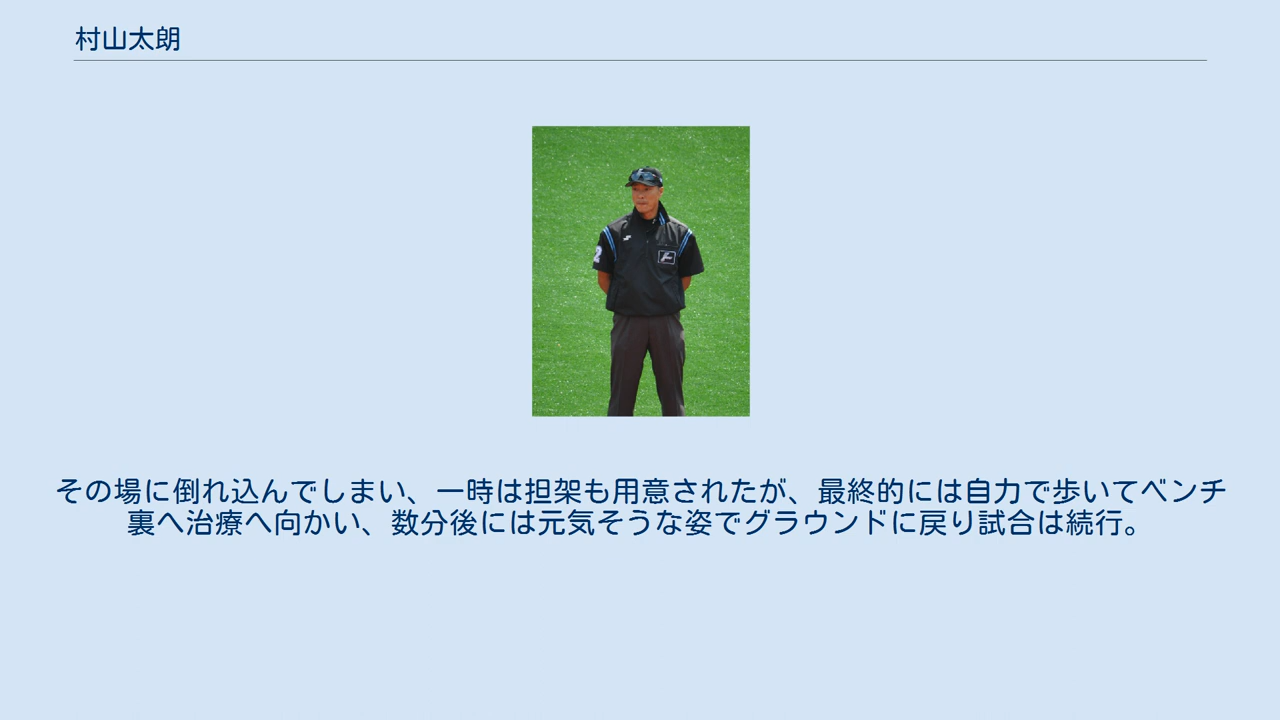 村山太朗
その場に倒れ込んでしまい、一時は担架も用意されたが、最終的には自力で歩いてベンチ
裏へ治療へ向かい、数分後には元気そうな姿でグラウンドに戻り試合は続行。